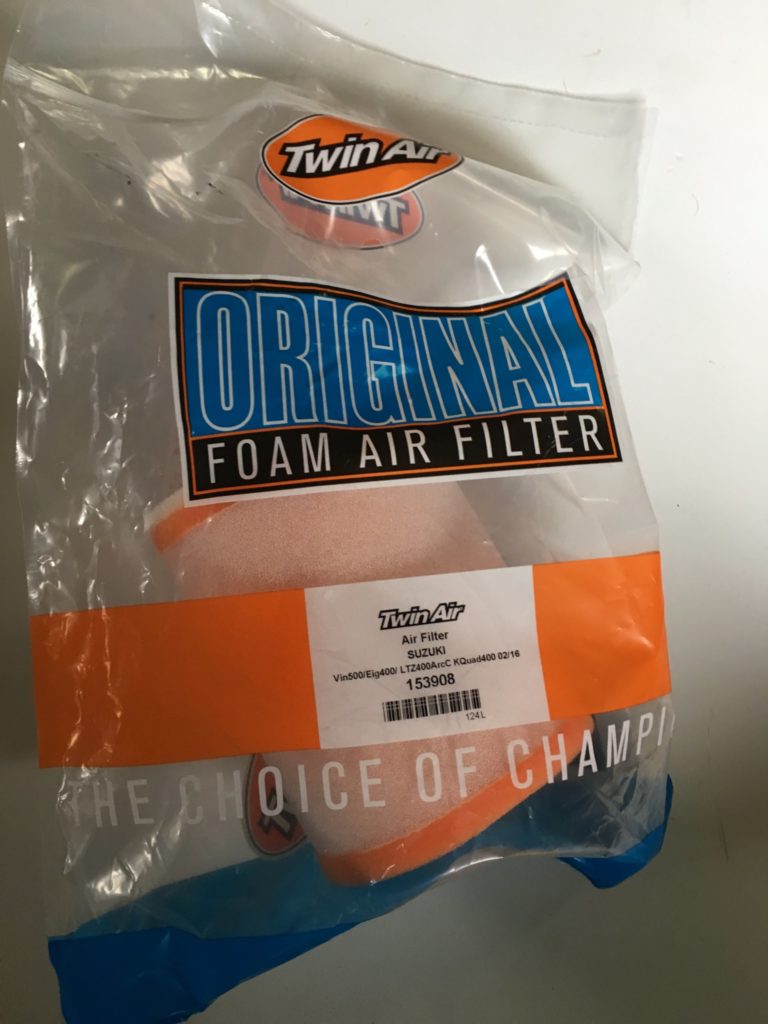 Twin Air
ORIGINAL
FOAM AIR FILTER
Twin Air
Air Filter
SUZUKI
Vin500/Eig400/ LTZ400ArcC KQuad400 02/16
153908
124L
THE CHOICE OF CHAMPI